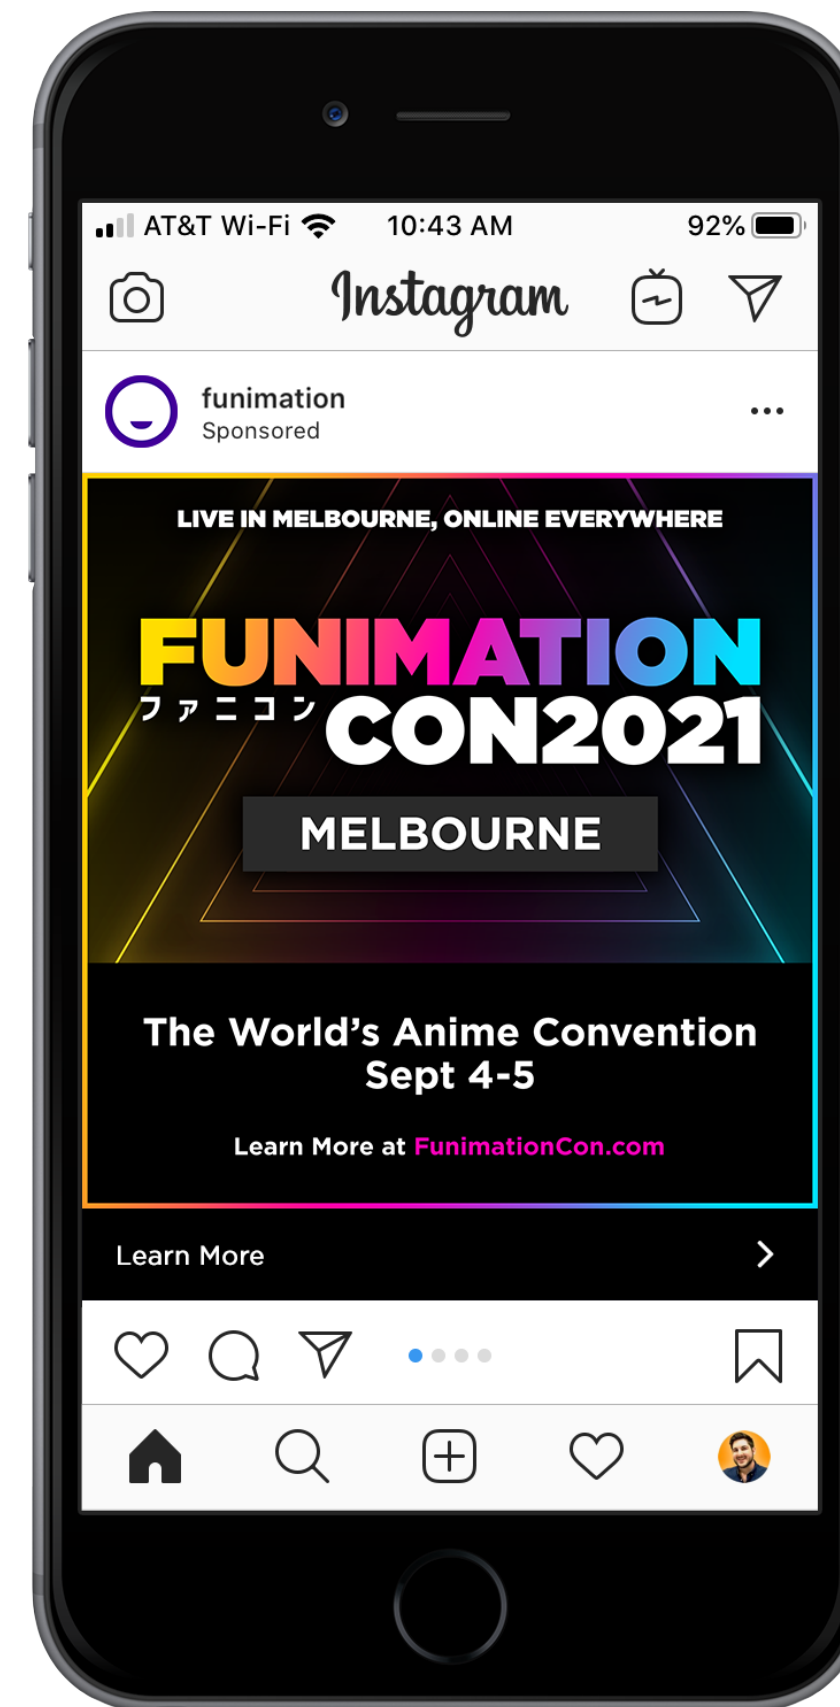 AT&T Wi-Fi 10:43 AM 92%
Instagram
funimation
Sponsored
LIVE IN MELBOURNE, ONLINE EVERYWHERE
FUNIMATION
ファニコン CON2021
MELBOURNE
The World’s Anime Convention
Sept 4-5
Learn More at FunimationCon.com
Learn More